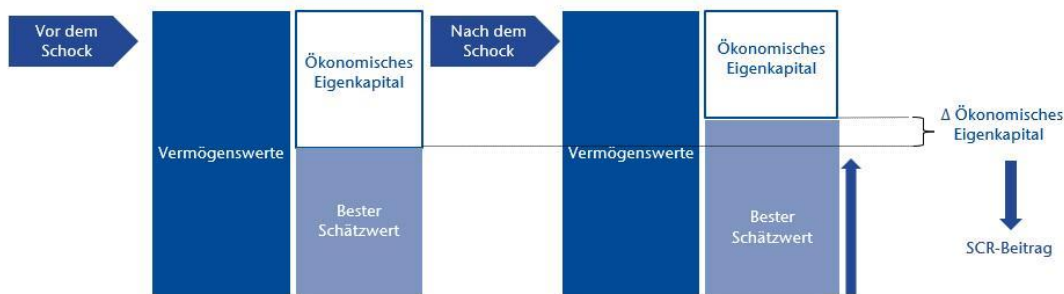 Vor dem
Schock
Vermögenswerte
Ökonomisches
Eigenkapital
Bester
Schätzwert
Nach dem
Schock
Vermögenswerte
Ökonomisches
Eigenkapital
Bester
Schätzwert
Δ Ökonomisches
Eigenkapital
SCR-Beitrag